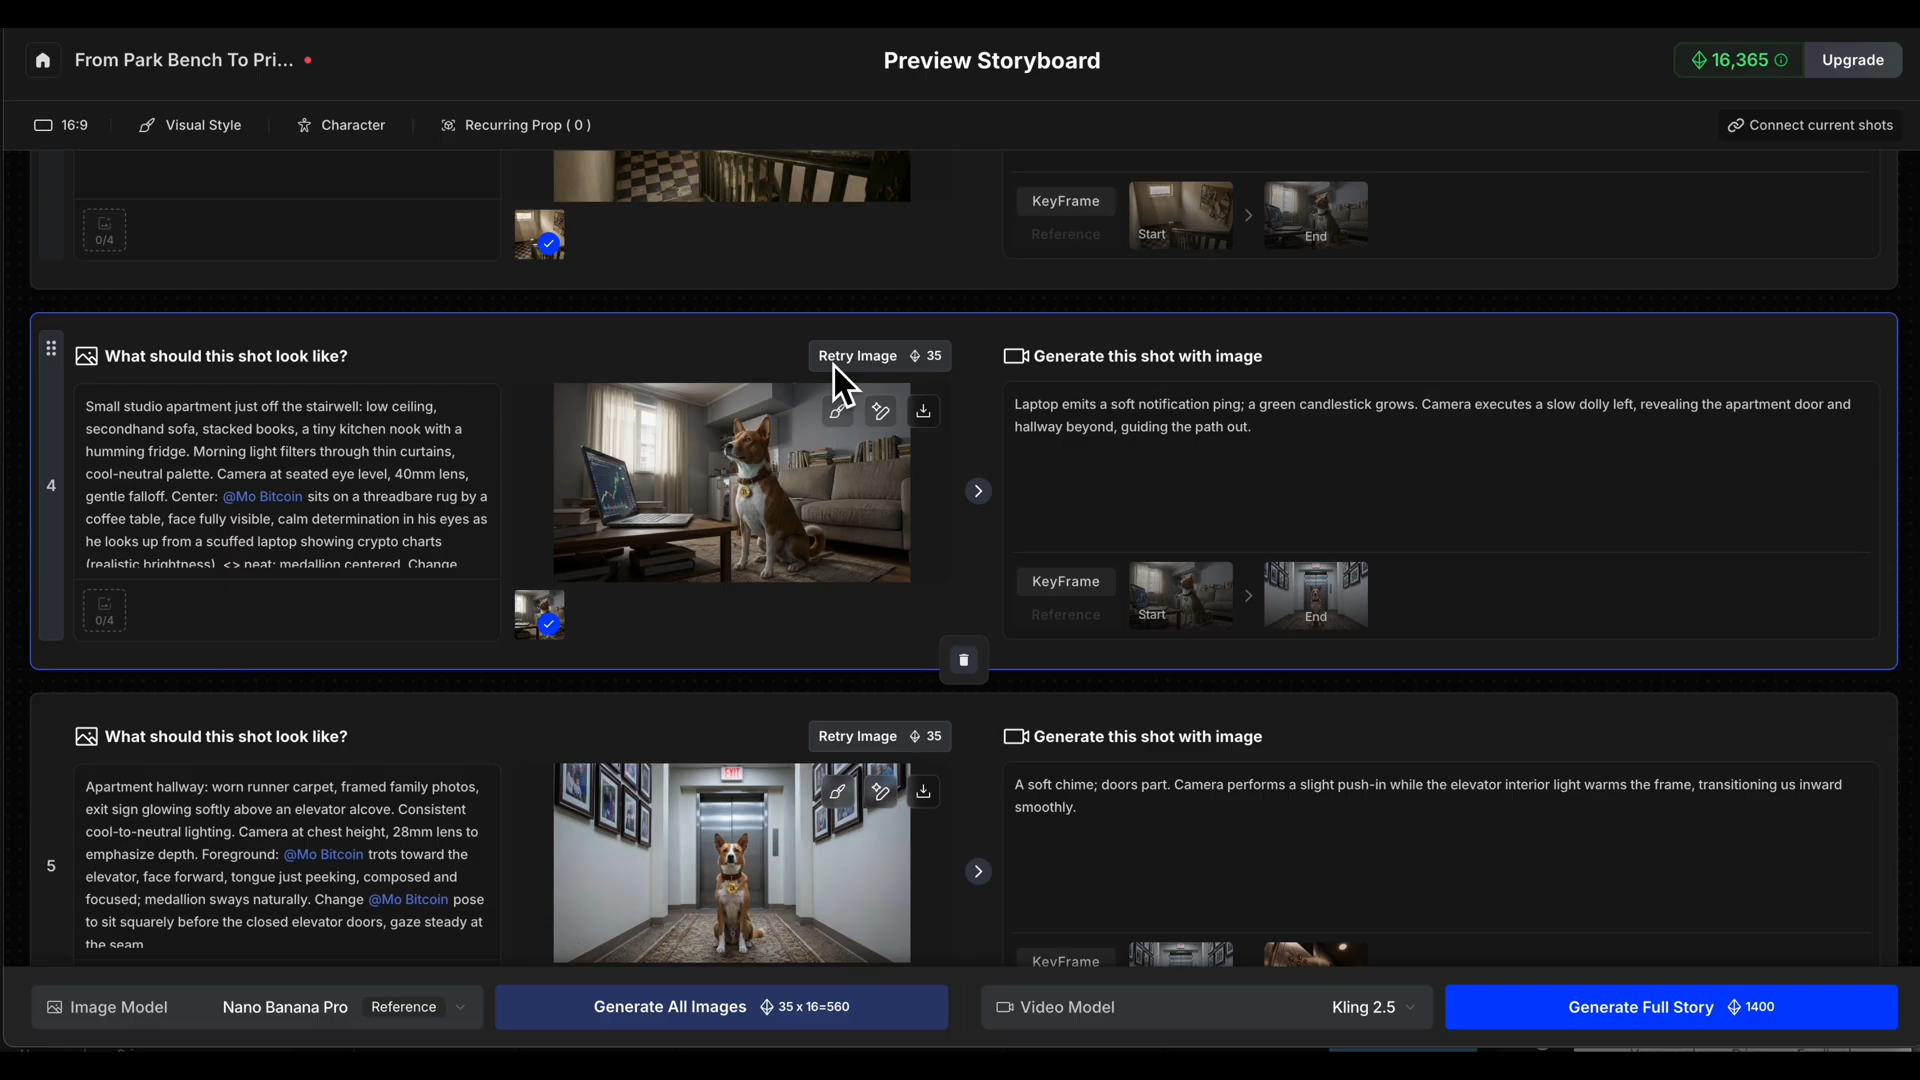 From Park Bench To Pri...
Preview Storyboard
16,365
Upgrade
16:9
Visual Style
Character
Recurring Prop ( 0 )
Connect current shots
0/4
KeyFrame
Reference
Start
End
4
What should this shot look like?
Retry Image 35
Small studio apartment just off the stairwell: low ceiling,
secondhand sofa, stacked books, a tiny kitchen nook with a
humming fridge. Morning light filters through thin curtains,
cool-neutral palette. Camera at seated eye level, 40mm lens,
gentle falloff. Center: @Mo Bitcoin sits on a threadbare rug by a
coffee table, face fully visible, calm determination in his eyes as
he looks up from a scuffed laptop showing crypto charts
(realistic brightness). <> neat; medallion centered. Change
0/4
Generate this shot with image
Laptop emits a soft notification ping; a green candlestick grows. Camera executes a slow dolly left, revealing the apartment door and
hallway beyond, guiding the path out.
KeyFrame
Reference
Start
End
5
What should this shot look like?
Retry Image 35
Apartment hallway: worn runner carpet, framed family photos,
exit sign glowing softly above an elevator alcove. Consistent
cool-to-neutral lighting. Camera at chest height, 28mm lens to
emphasize depth. Foreground: @Mo Bitcoin trots toward the
elevator, face forward, tongue just peeking, composed and
focused; medallion sways naturally. Change @Mo Bitcoin pose
to sit squarely before the closed elevator doors, gaze steady at
the seam
EXIT
Generate this shot with image
A soft chime; doors part. Camera performs a slight push-in while the elevator interior light warms the frame, transitioning us inward
smoothly.
KeyFrame
Image Model
Nano Banana Pro
Reference
Generate All Images 35 x 16=560
Video Model
Kling 2.5
Generate Full Story 1400